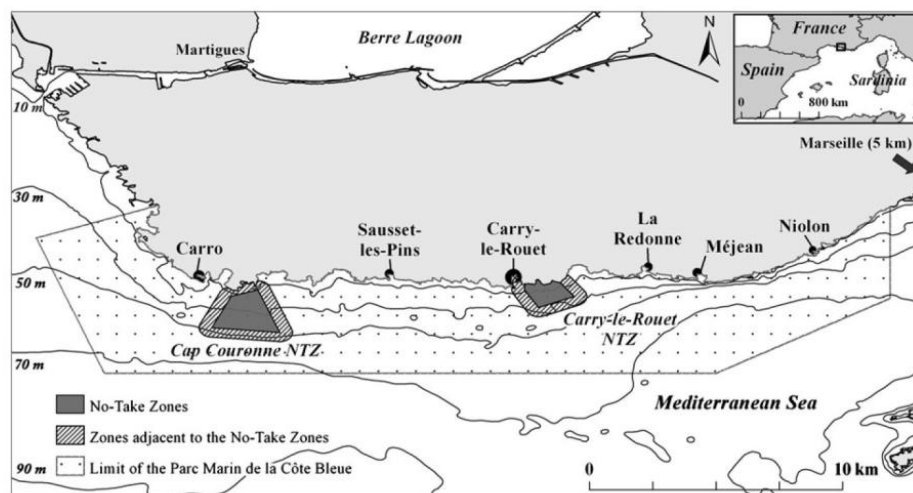 Martigues
Berre Lagoon
N
France
Spain
Sardinia
0 800 km
Marseille (5 km)
10 m
30 m
50 m
70 m
90 m
Carro
Sausset-
les-Pins
Carry-
le-Rouet
La
Redonne
Méjean
Niolon
Cap Couronne NTZ
Carry-le-Rouet
NTZ
Mediterranean Sea
No-Take Zones
Zones adjacent to the No-Take Zones
Limit of the Parc Marin de la Côte Bleue
0 10 km